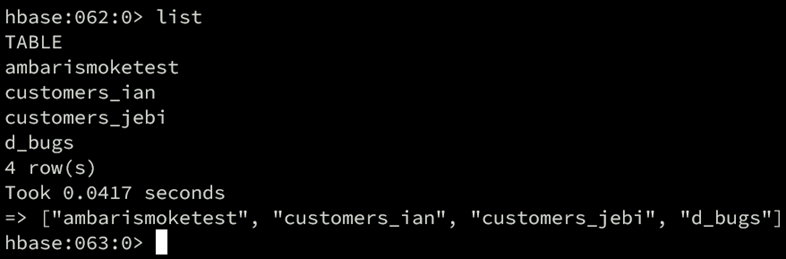 hbase:062:0> list
TABLE
ambarismoketest
customers_ian
customers_jebi
d_bugs
4 row(s)
Took 0.0417 seconds
=> ["ambarismoketest", "customers_ian", "customers_jebi", "d_bugs"]
hbase:063:0>